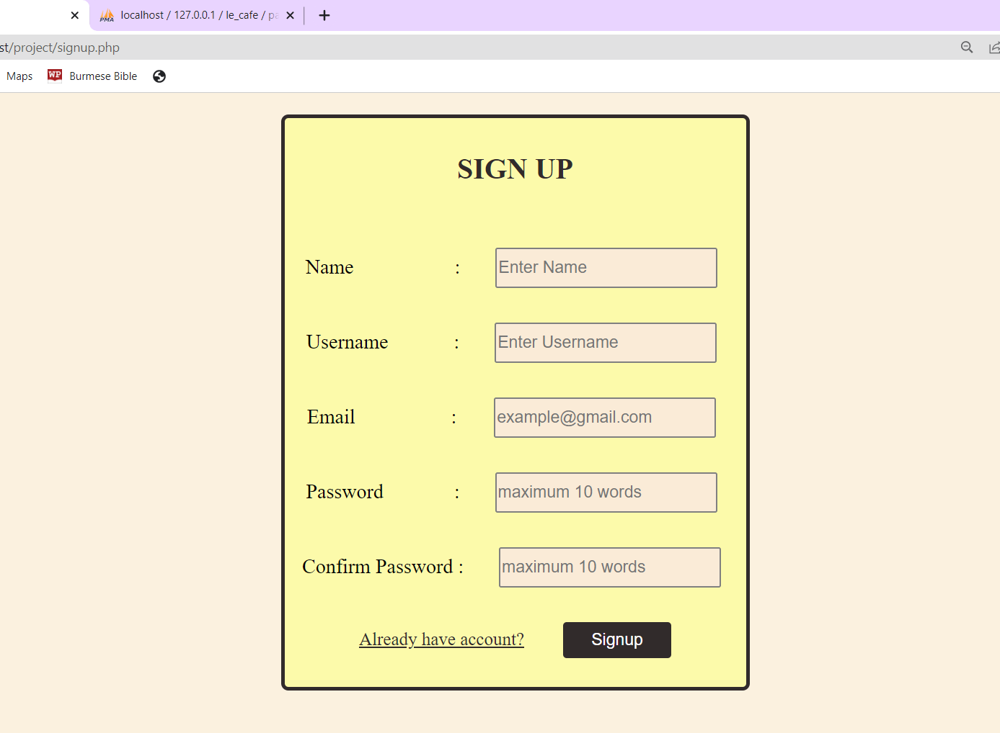 localhost / 127.0.0.1 / le_cafe / pa
st/project/signup.php
Maps WP Burmese Bible
SIGN UP
Name : Enter Name
Username : Enter Username
Email : example@gmail.com
Password : maximum 10 words
Confirm Password : maximum 10 words
Already have account? Signup